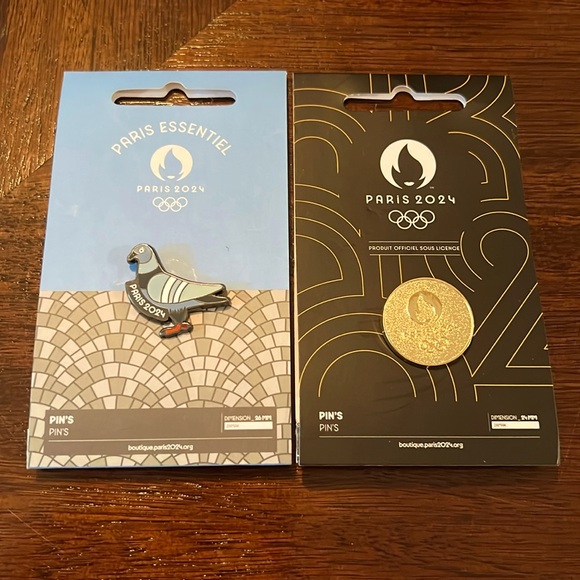 PARIS ESSENTIEL
PARIS 2024
PARIS 2024
PIN'S
PIN'S
DIMENSION _ 26 MM
boutique.paris2024.org
PARIS 2024
PRODUIT OFFICIEL SOUS LICENCE
PIN'S
PIN'S
DIMENSION _ 24 MM
boutique.paris2024.org